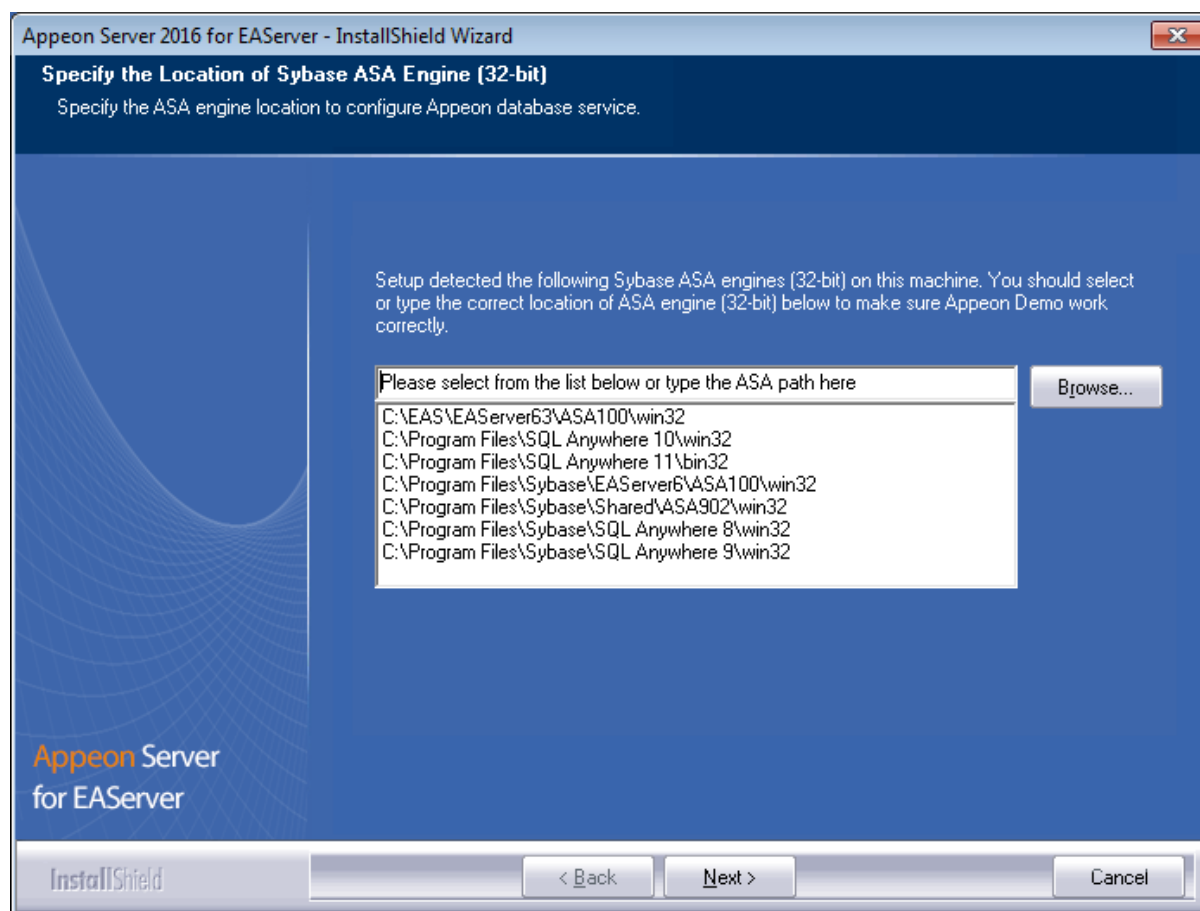 Appeon Server 2016 for EAServer - InstallShield Wizard
Specify the Location of Sybase ASA Engine (32-bit)
Specify the ASA engine location to configure Appeon database service.
Setup detected the following Sybase ASA engines (32-bit) on this machine. You should select
or type the correct location of ASA engine (32-bit) below to make sure Appeon Demo work
correctly.
Please select from the list below or type the ASA path here
Browse...
C:\EAS\EAServer63\ASA100\win32
C:\Program Files\SQL Anywhere 10\win32
C:\Program Files\SQL Anywhere 11\bin32
C:\Program Files\Sybase\EAServer6\ASA100\win32
C:\Program Files\Sybase\Shared\ASA902\win32
C:\Program Files\Sybase\SQL Anywhere 8\win32
C:\Program Files\Sybase\SQL Anywhere 9\win32
Appeon Server
for EAServer
InstallShield
< Back
Next >
Cancel